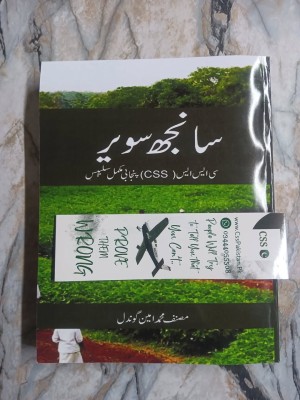 سانجھ سویر
سی ایس ایس ( CSS) پنجابی مکمل سلیبس
CSS
People Will Try
To Tell You That
You Can't
PROVE
THEM
WRONG
مصنف محمد امین گوندل